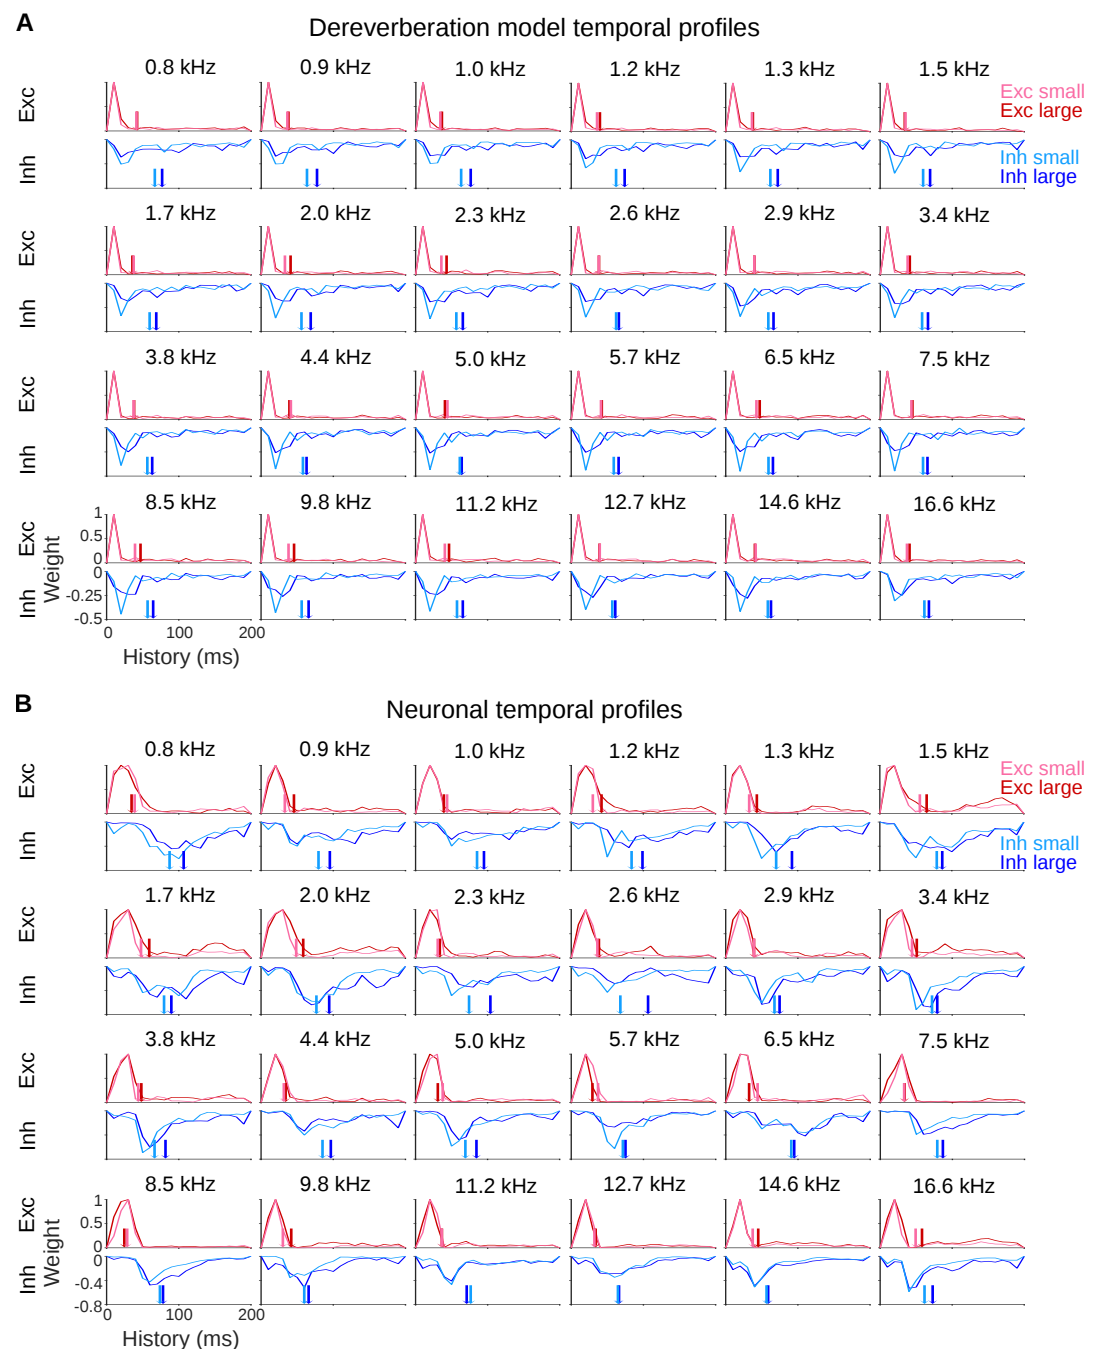 A
Dereverberation model temporal profiles
0.8 kHz 0.9 kHz 1.0 kHz 1.2 kHz 1.3 kHz 1.5 kHz
Exc
Exc small
Exc large
Inh
Inh small
Inh large
1.7 kHz 2.0 kHz 2.3 kHz 2.6 kHz 2.9 kHz 3.4 kHz
Exc
Inh
3.8 kHz 4.4 kHz 5.0 kHz 5.7 kHz 6.5 kHz 7.5 kHz
Exc
Inh
8.5 kHz 9.8 kHz 11.2 kHz 12.7 kHz 14.6 kHz 16.6 kHz
Exc
1
0.5
0
Weight
Inh
0
-0.25
-0.5
0 100 200
History (ms)
B
Neuronal temporal profiles
0.8 kHz 0.9 kHz 1.0 kHz 1.2 kHz 1.3 kHz 1.5 kHz
Exc
Exc small
Exc large
Inh
Inh small
Inh large
1.7 kHz 2.0 kHz 2.3 kHz 2.6 kHz 2.9 kHz 3.4 kHz
Exc
Inh
3.8 kHz 4.4 kHz 5.0 kHz 5.7 kHz 6.5 kHz 7.5 kHz
Exc
Inh
8.5 kHz 9.8 kHz 11.2 kHz 12.7 kHz 14.6 kHz 16.6 kHz
Exc
1
0.5
0
Weight
Inh
0
-0.4
-0.8
0 100 200
History (ms)